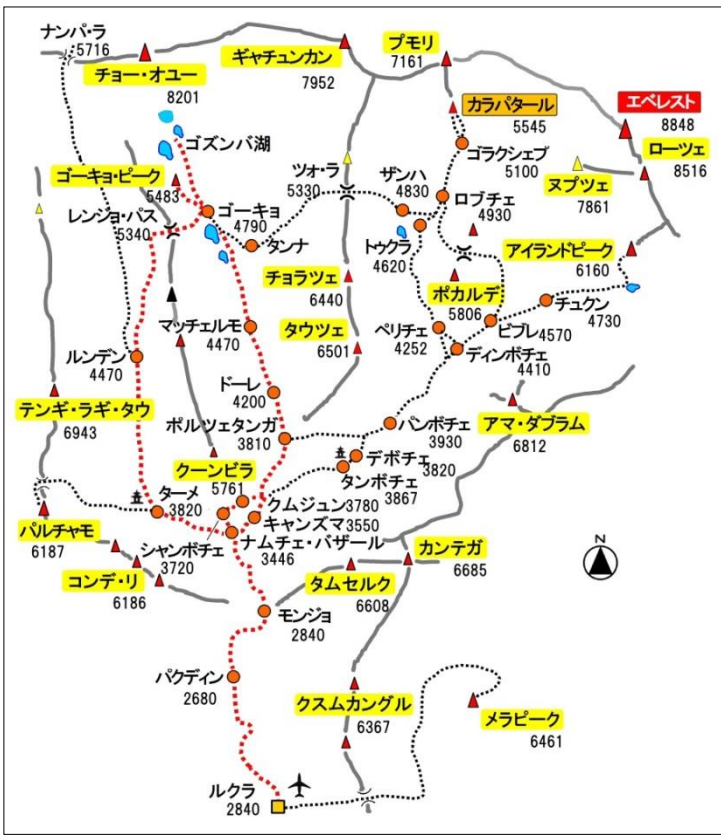 ナンパ・ラ
5716
チョー・オユー
8201
ギャチュンカン
7952
プモリ
7161
カラパタール
5545
エベレスト
8848
ゴズンバ湖
ゴラクシェプ
5100
ローツェ
8516
ヌプツェ
7861
ゴーキョ・ピーク
5483
ツォ・ラ
5330
ザンハ
4830
ロブチェ
4930
レンジョ・パス
5340
ゴーキョ
4790
タンナ
トゥクラ
4620
アイランドピーク
6160
チョラツェ
6440
ポカルデ
5806
チュクン
4730
マッチェルモ
4470
タウツェ
6501
ペリチェ
4252
ビブレ
4570
ディンボチェ
4410
ルンデン
4470
ドーレ
4200
テンギ・ラギ・タウ
6943
ポルツェタンガ
3810
パンボチェ
3930
アマ・ダブラム
6812
クーンビラ
5761
デボチェ
3820
タンボチェ
3867
ターメ
3820
クムジュン
3780
キャンズマ
3550
シャンボチェ
3720
ナムチェ・バザール
3446
パルチャモ
6187
コンデ・リ
6186
タムセルク
6608
カンテガ
6685
N
モンジョ
2840
パクディン
2680
クスムカングル
6367
メラピーク
6461
ルクラ
2840